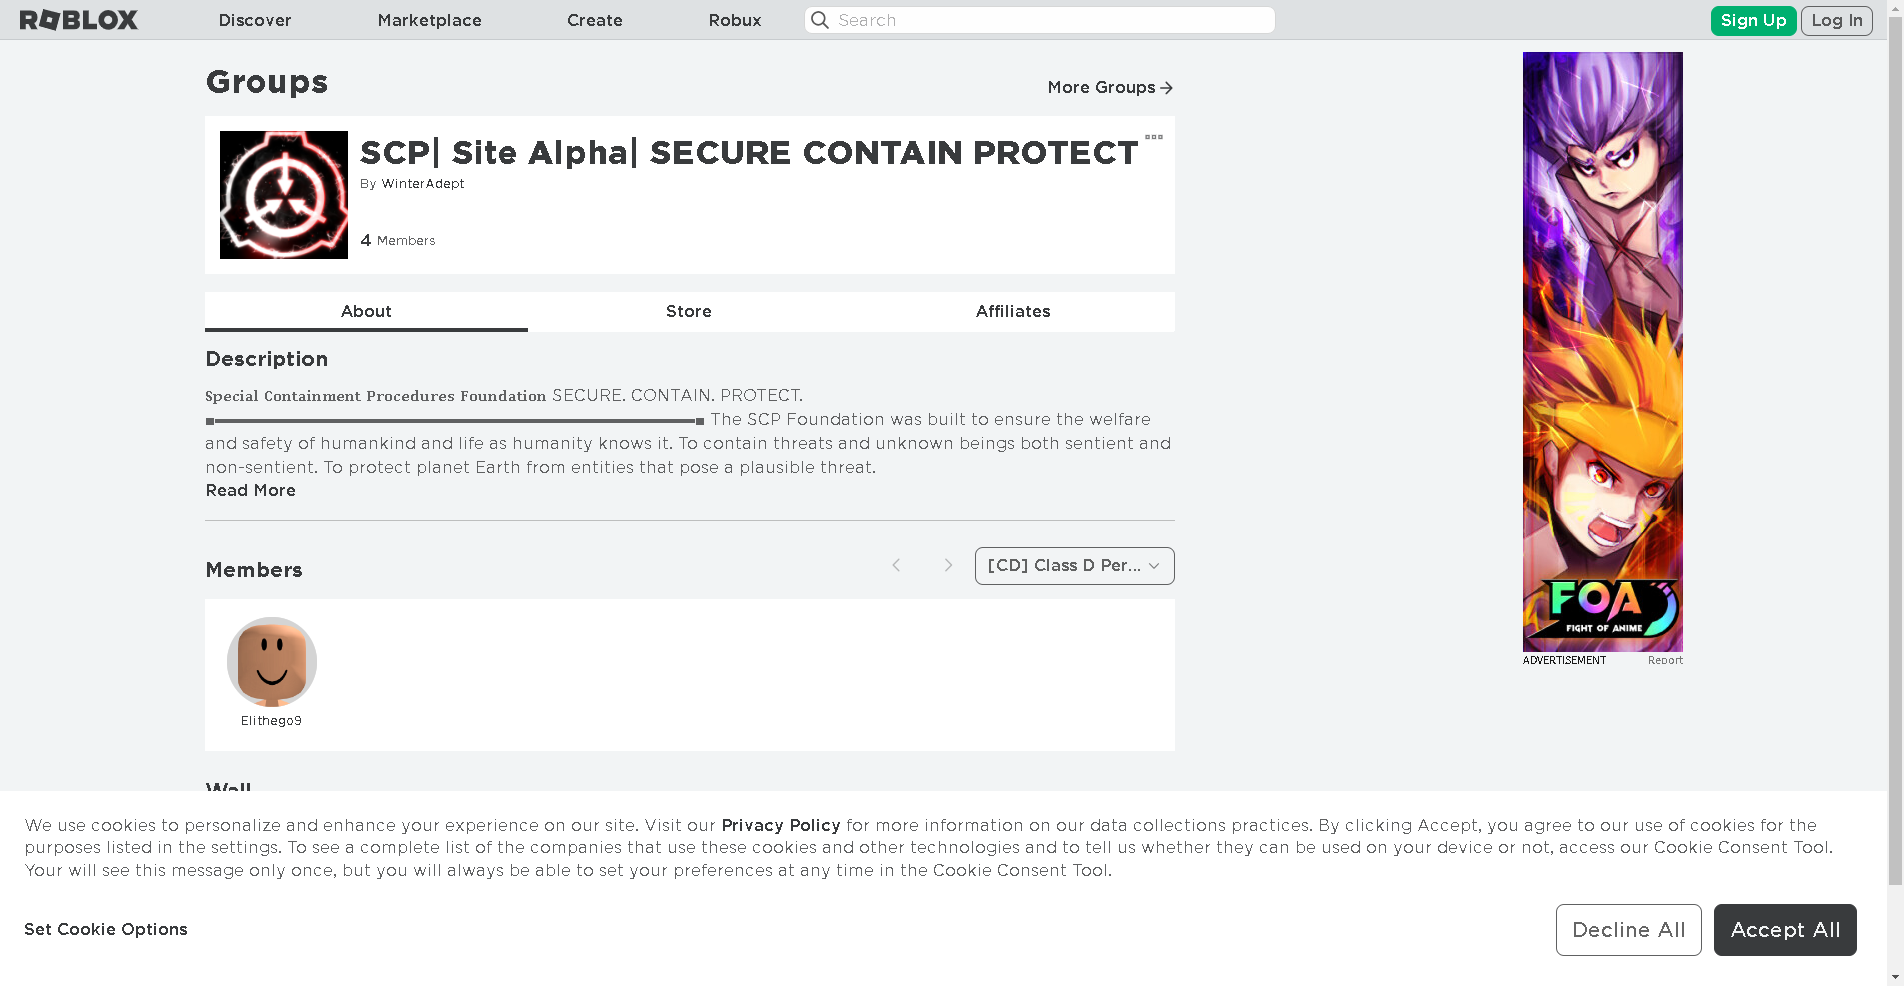 ROBLOX Discover Marketplace Create Robux Search Sign Up Log In
Groups More Groups
SCP| Site Alpha| SECURE CONTAIN PROTECT
By WinterAdept
4 Members
About Store Affiliates
Description
Special Containment Procedures Foundation SECURE. CONTAIN. PROTECT.
The SCP Foundation was built to ensure the welfare
and safety of humankind and life as humanity knows it. To contain threats and unknown beings both sentient and
non-sentient. To protect planet Earth from entities that pose a plausible threat.
Read More
Members [CD] Class D Per...
Elithego9
FOA
FIGHT OF ANIME
ADVERTISEMENT Report
Wall
We use cookies to personalize and enhance your experience on our site. Visit our Privacy Policy for more information on our data collections practices. By clicking Accept, you agree to our use of cookies for the
purposes listed in the settings. To see a complete list of the companies that use these cookies and other technologies and to tell us whether they can be used on your device or not, access our Cookie Consent Tool.
Your will see this message only once, but you will always be able to set your preferences at any time in the Cookie Consent Tool.
Set Cookie Options Decline All Accept All